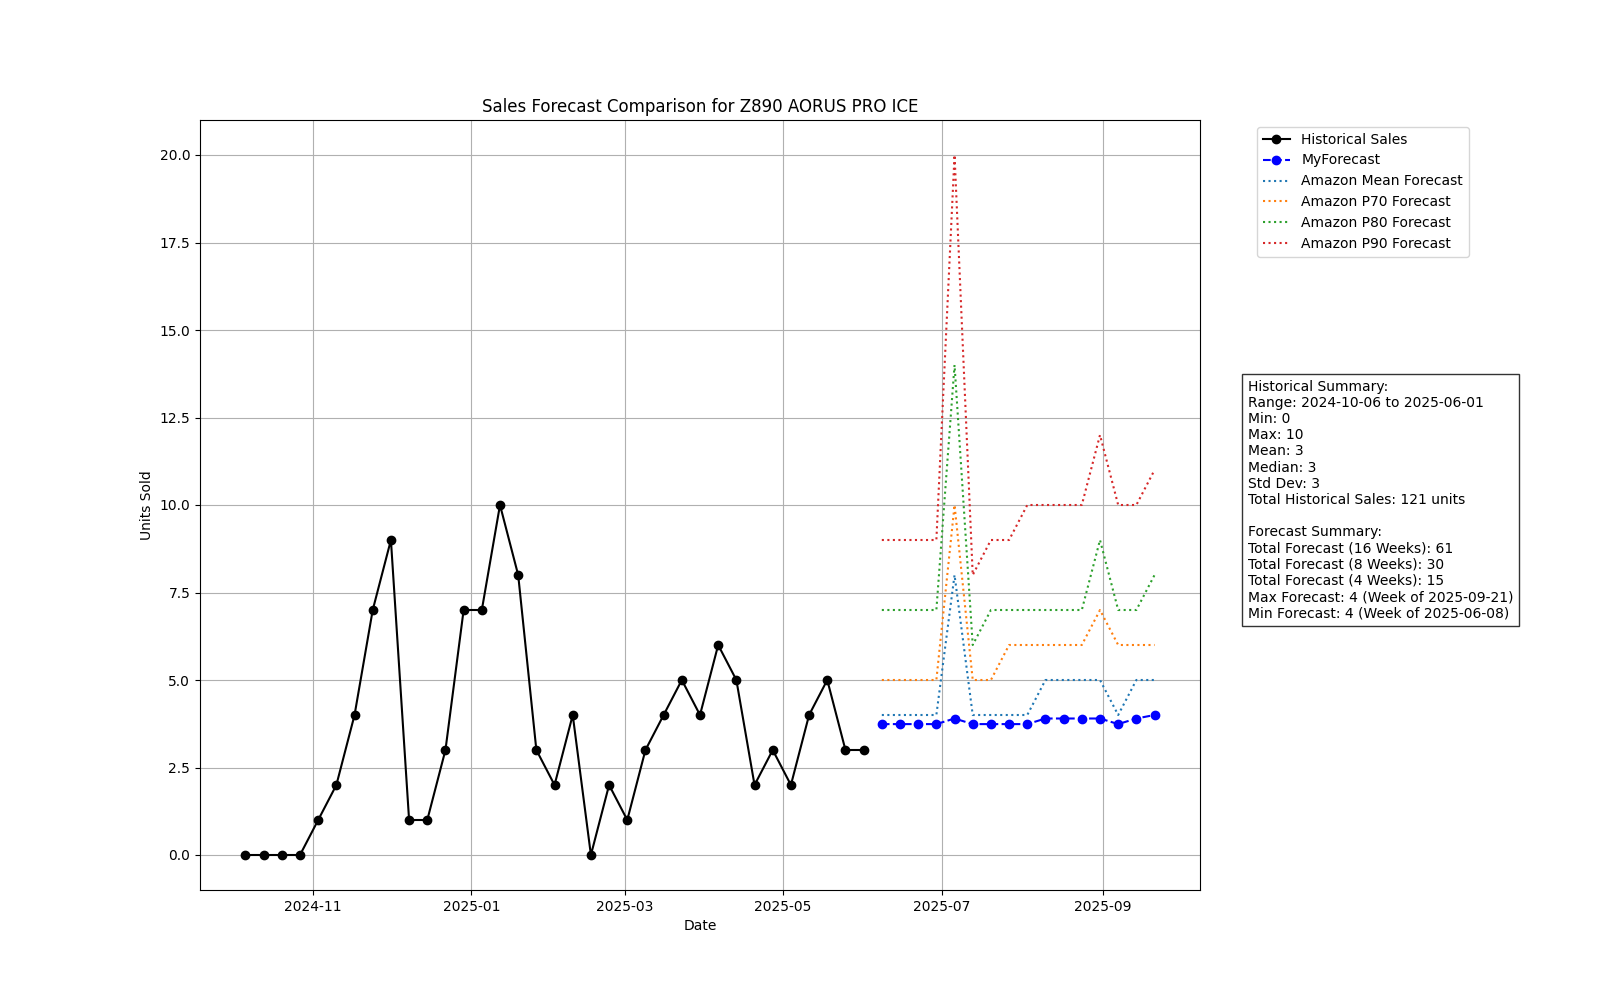 Sales Forecast Comparison for Z890 AORUS PRO ICE
Historical Sales
MyForecast
Amazon Mean Forecast
Amazon P70 Forecast
Amazon P80 Forecast
Amazon P90 Forecast
20.0
17.5
15.0
12.5
10.0
7.5
5.0
2.5
0.0
Units Sold
2024-11
2025-01
2025-03
2025-05
2025-07
2025-09
Date
Historical Summary:
Range: 2024-10-06 to 2025-06-01
Min: 0
Max: 10
Mean: 3
Median: 3
Std Dev: 3
Total Historical Sales: 121 units
Forecast Summary:
Total Forecast (16 Weeks): 61
Total Forecast (8 Weeks): 30
Total Forecast (4 Weeks): 15
Max Forecast: 4 (Week of 2025-09-21)
Min Forecast: 4 (Week of 2025-06-08)